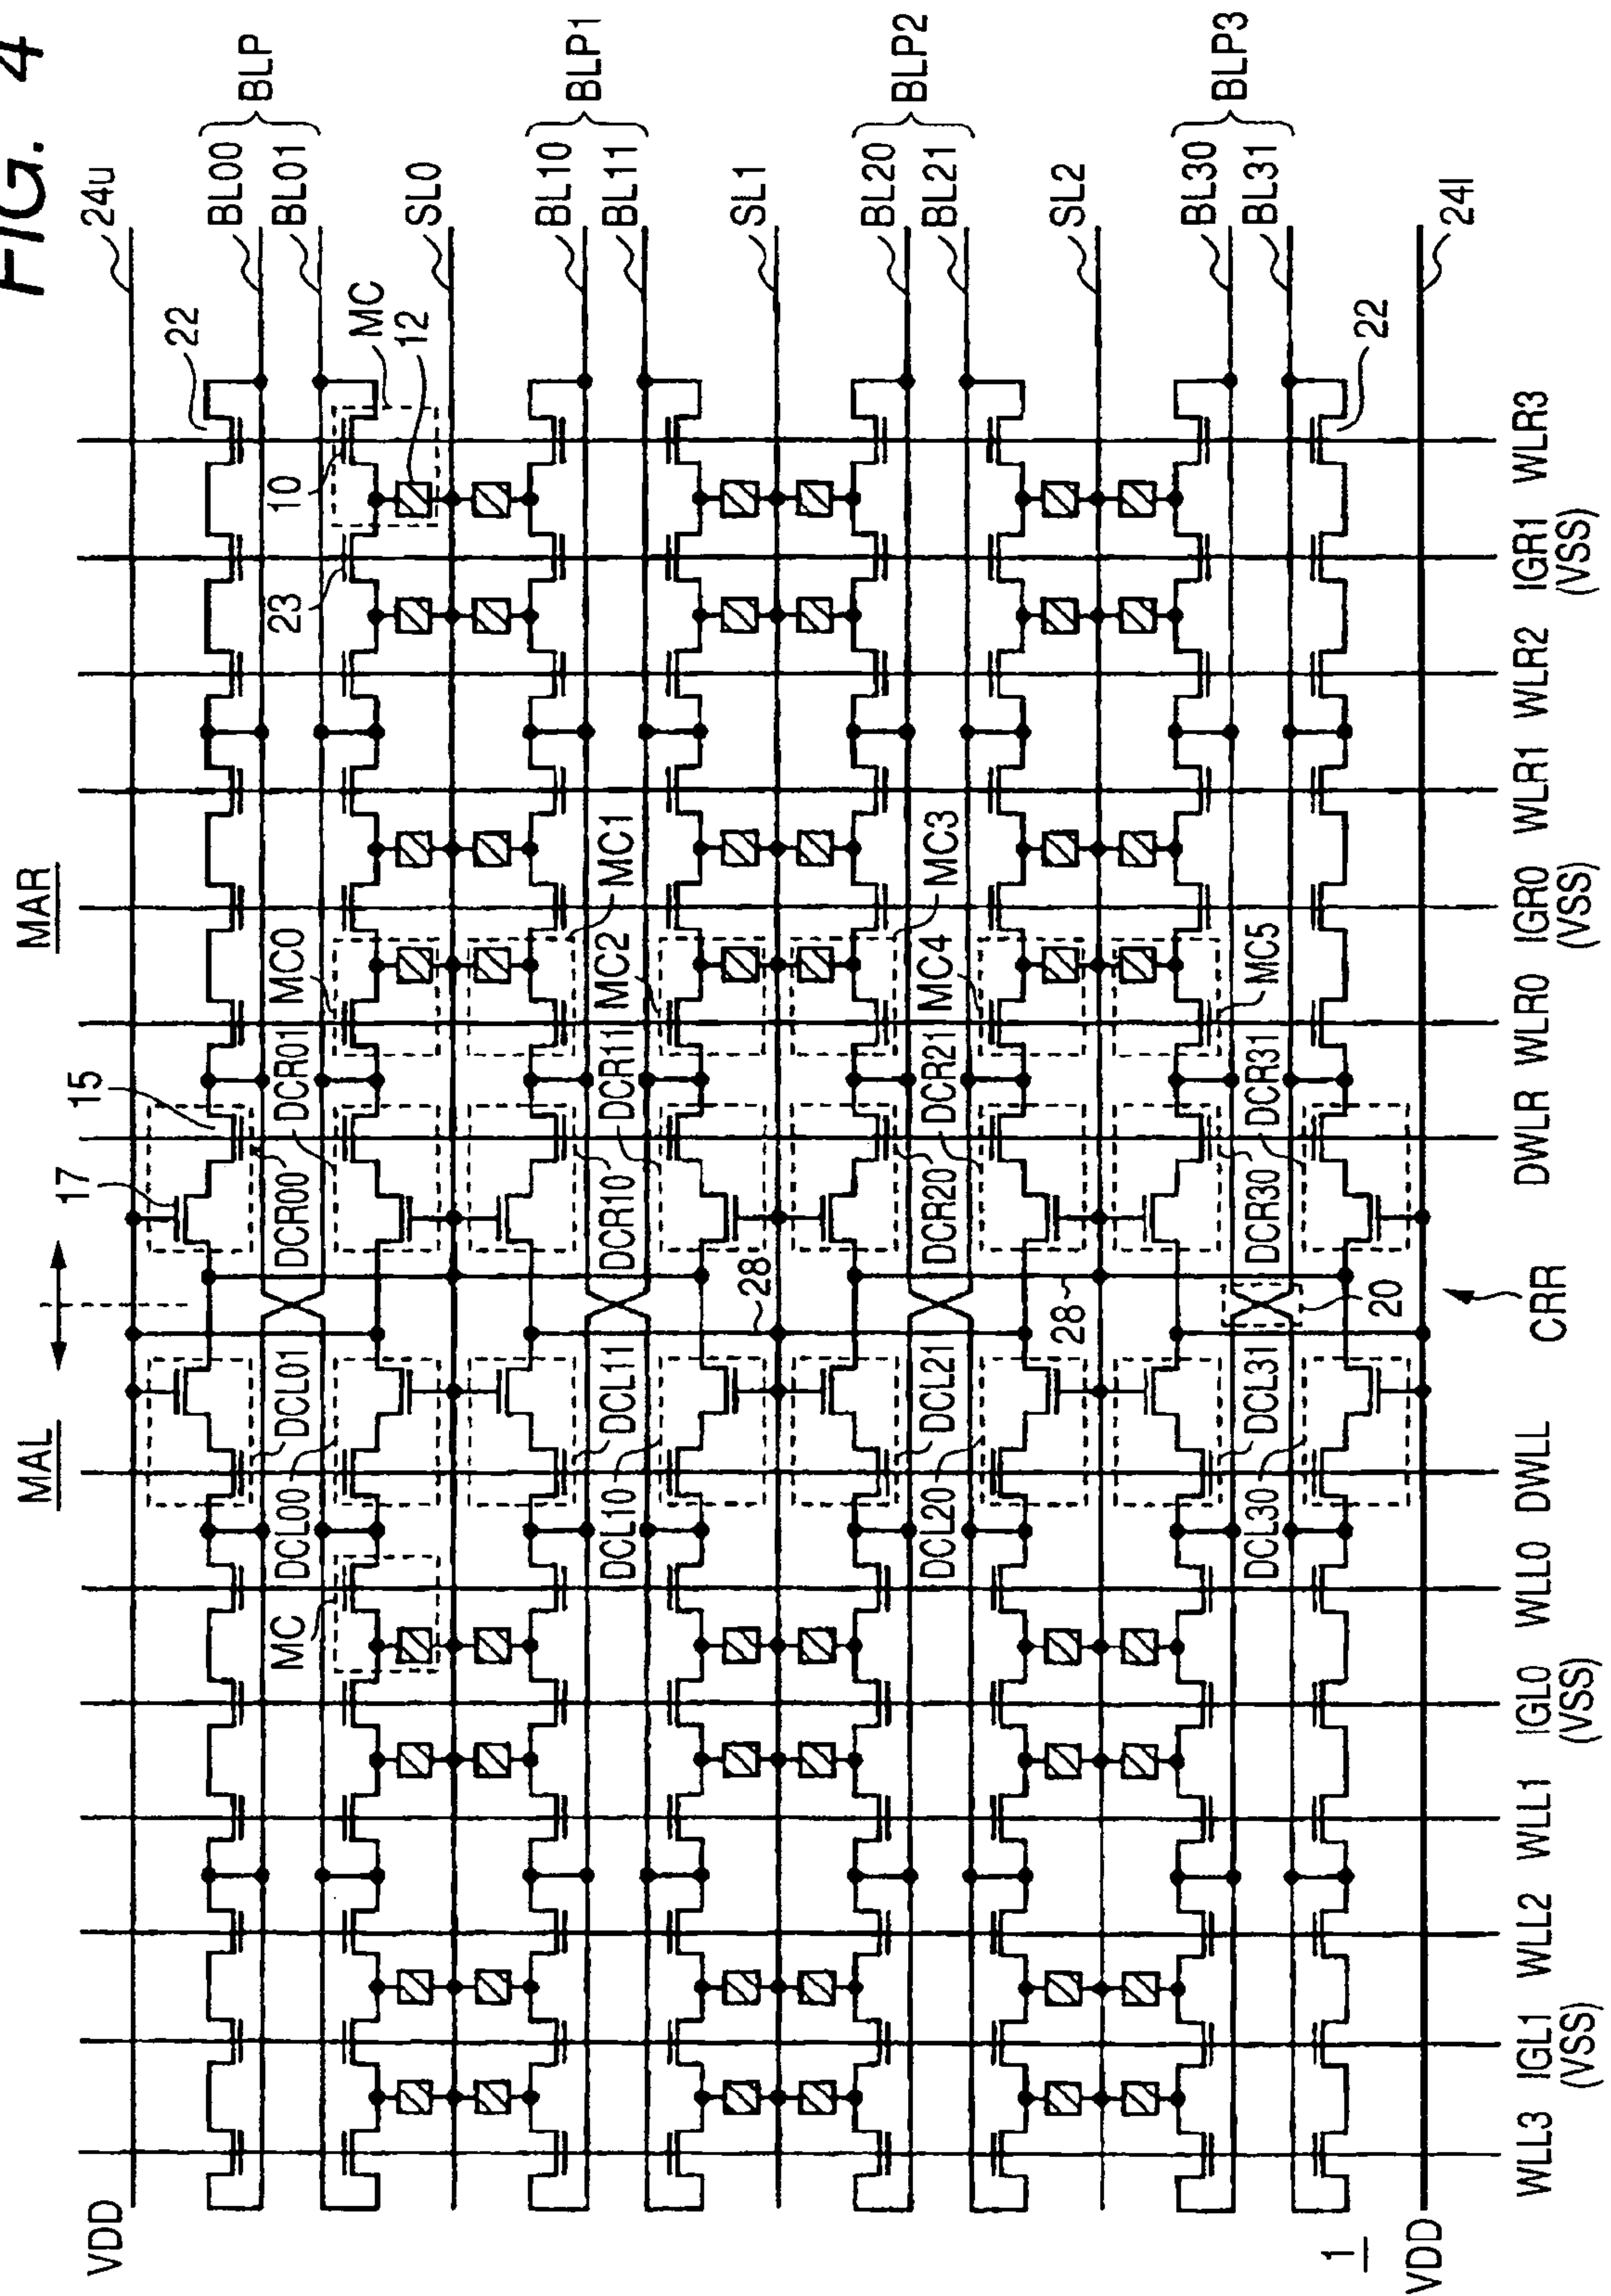 FIG. 4
MAL
MAR
VDD
17
15
22
24u
BL00
BL01
BLP
MC
DCL00
DCL01
DCR00
DCR01
MC0
23
10
MC
12
SL0
BL10
BL11
BLP1
DCL10
DCL11
DCR10
DCR11
MC1
MC2
28
SL1
BL20
BL21
BLP2
DCL20
DCL21
DCR20
DCR21
MC3
MC4
28
SL2
BL30
BL31
BLP3
DCL30
DCL31
DCR30
DCR31
MC5
20
22
1
VDD
24l
WLL3
IGL1
(VSS)
WLL2
WLL1
IGL0
(VSS)
WLL0
DWLL
CRR
DWLR
WLR0
IGR0
(VSS)
WLR1
WLR2
IGR1
(VSS)
WLR3